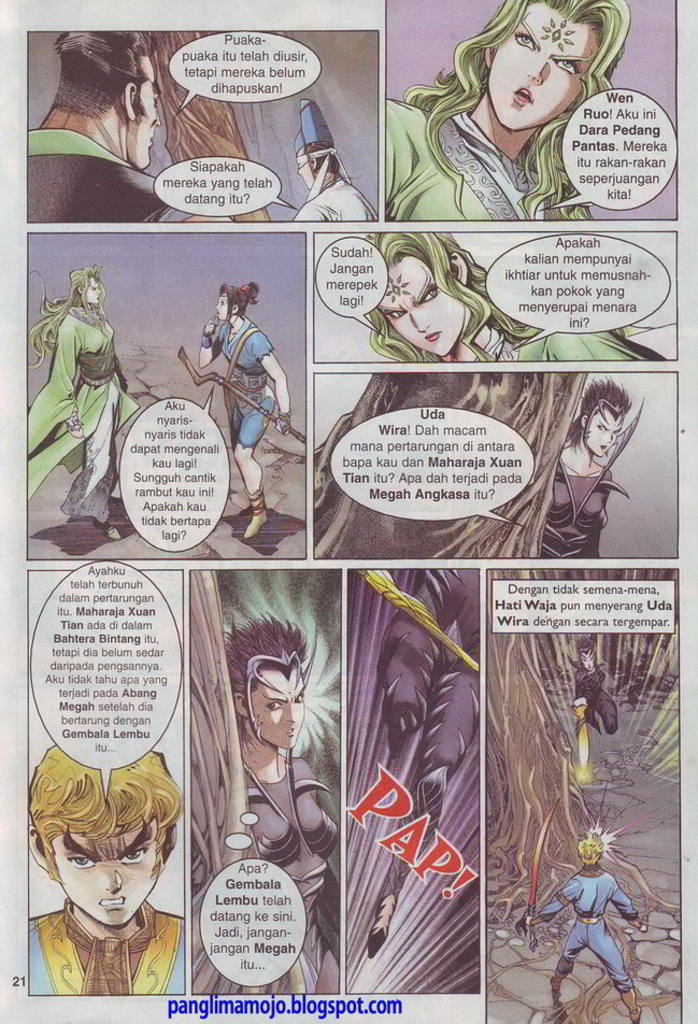 Puaka-
puaka itu telah diusir,
tetapi mereka belum
dihapuskan!
Siapakah
mereka yang telah
datang itu?
Wen
Ruo! Aku ini
Dara Pedang
Pantas. Mereka
itu rakan-rakan
seperjuangan
kita!
Aku
nyaris-
nyaris tidak
dapat mengenali
kau lagi!
Sungguh cantik
rambut kau ini!
Apakah kau
tidak bertapa
lagi?
Sudah!
Jangan
merepek
lagi!
Apakah
kalian mempunyai
ikhtiar untuk memusnah-
kan pokok yang
menyerupai menara
ini?
Uda
Wira! Dah macam
mana pertarungan di antara
bapa kau dan Maharaja Xuan
Tian itu? Apa dah terjadi pada
Megah Angkasa itu?
Ayahku
telah terbunuh
dalam pertarungan
itu. Maharaja Xuan
Tian ada di dalam
Bahtera Bintang itu,
tetapi dia belum sedar
daripada pengsannya.
Aku tidak tahu apa yang
terjadi pada Abang
Megah setelah dia
bertarung dengan
Gembala Lembu
itu...
Apa?
Gembala
Lembu telah
datang ke sini.
Jadi, jangan-
jangan Megah
itu...
PAP!
Dengan tidak semena-mena,
Hati Waja pun menyerang Uda
Wira dengan secara tergempar.
21
panglimamojo.blogspot.com